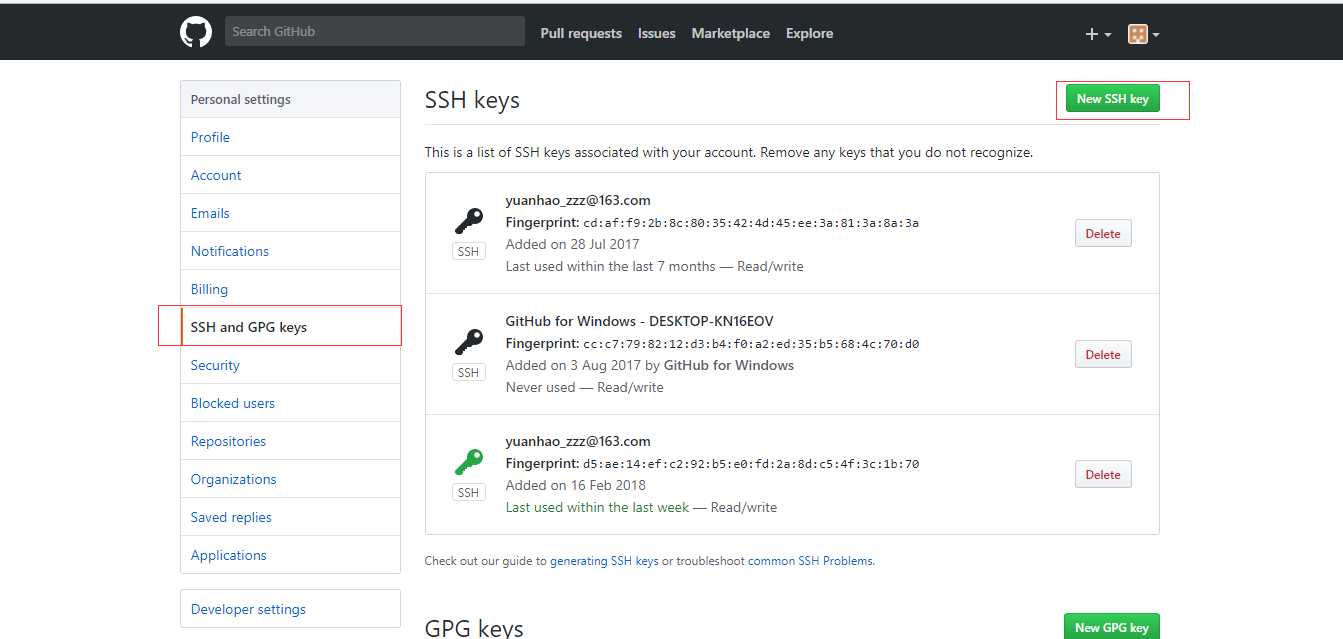 Search GitHub
Pull requests Issues Marketplace Explore
Personal settings
Profile
Account
Emails
Notifications
Billing
SSH and GPG keys
Security
Blocked users
Repositories
Organizations
Saved replies
Applications
Developer settings
SSH keys
New SSH key
This is a list of SSH keys associated with your account. Remove any keys that you do not recognize.
SSH
yuanhao_zzz@163.com
Fingerprint: cd:af:f9:2b:8c:80:35:42:4d:45:ee:3a:81:3a:8a:3a
Added on 28 Jul 2017
Last used within the last 7 months — Read/write
Delete
SSH
GitHub for Windows - DESKTOP-KN16EOV
Fingerprint: cc:c7:79:82:12:d3:b4:f0:a2:ed:35:b5:68:4c:70:d0
Added on 3 Aug 2017 by GitHub for Windows
Never used — Read/write
Delete
SSH
yuanhao_zzz@163.com
Fingerprint: d5:ae:14:ef:c2:92:b5:e0:fd:2a:8d:c5:4f:3c:1b:70
Added on 16 Feb 2018
Last used within the last week — Read/write
Delete
Check out our guide to generating SSH keys or troubleshoot common SSH Problems.
GPG keys
New GPG key